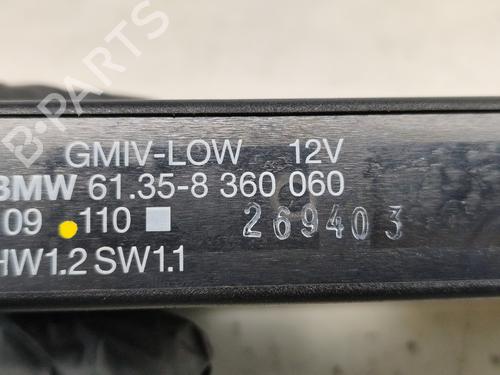 B-PARTS
GMIV-LOW 12V
BMW 61.35-8 360 060
09 110
269403
HW1.2 SW1.1